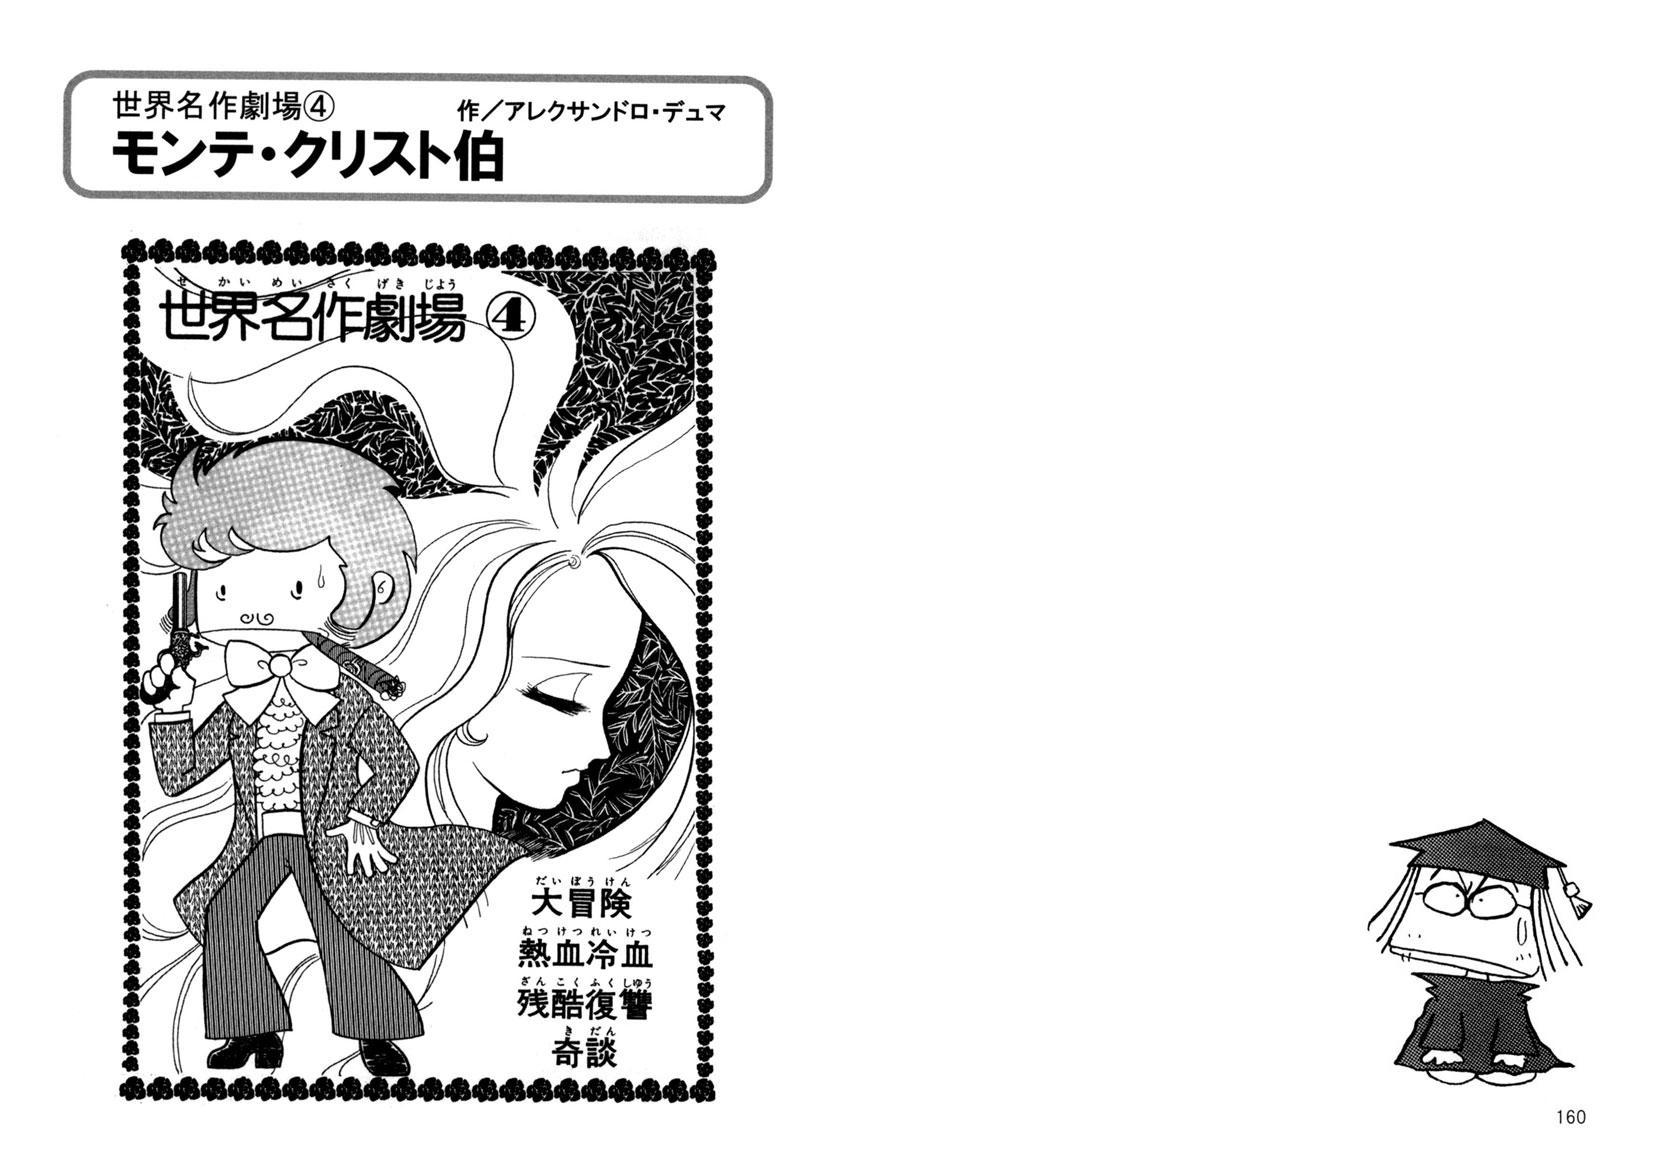 世界名作劇場④
作／アレクサンドロ・デュマ
モンテ・クリスト伯
せかいめいさくげきじよう
世界名作劇場④
だいぼうけん
大冒険
ねつけつれいけつ
熱血冷血
ざんこくふくしゆう
残酷復讐
きだん
奇談
160